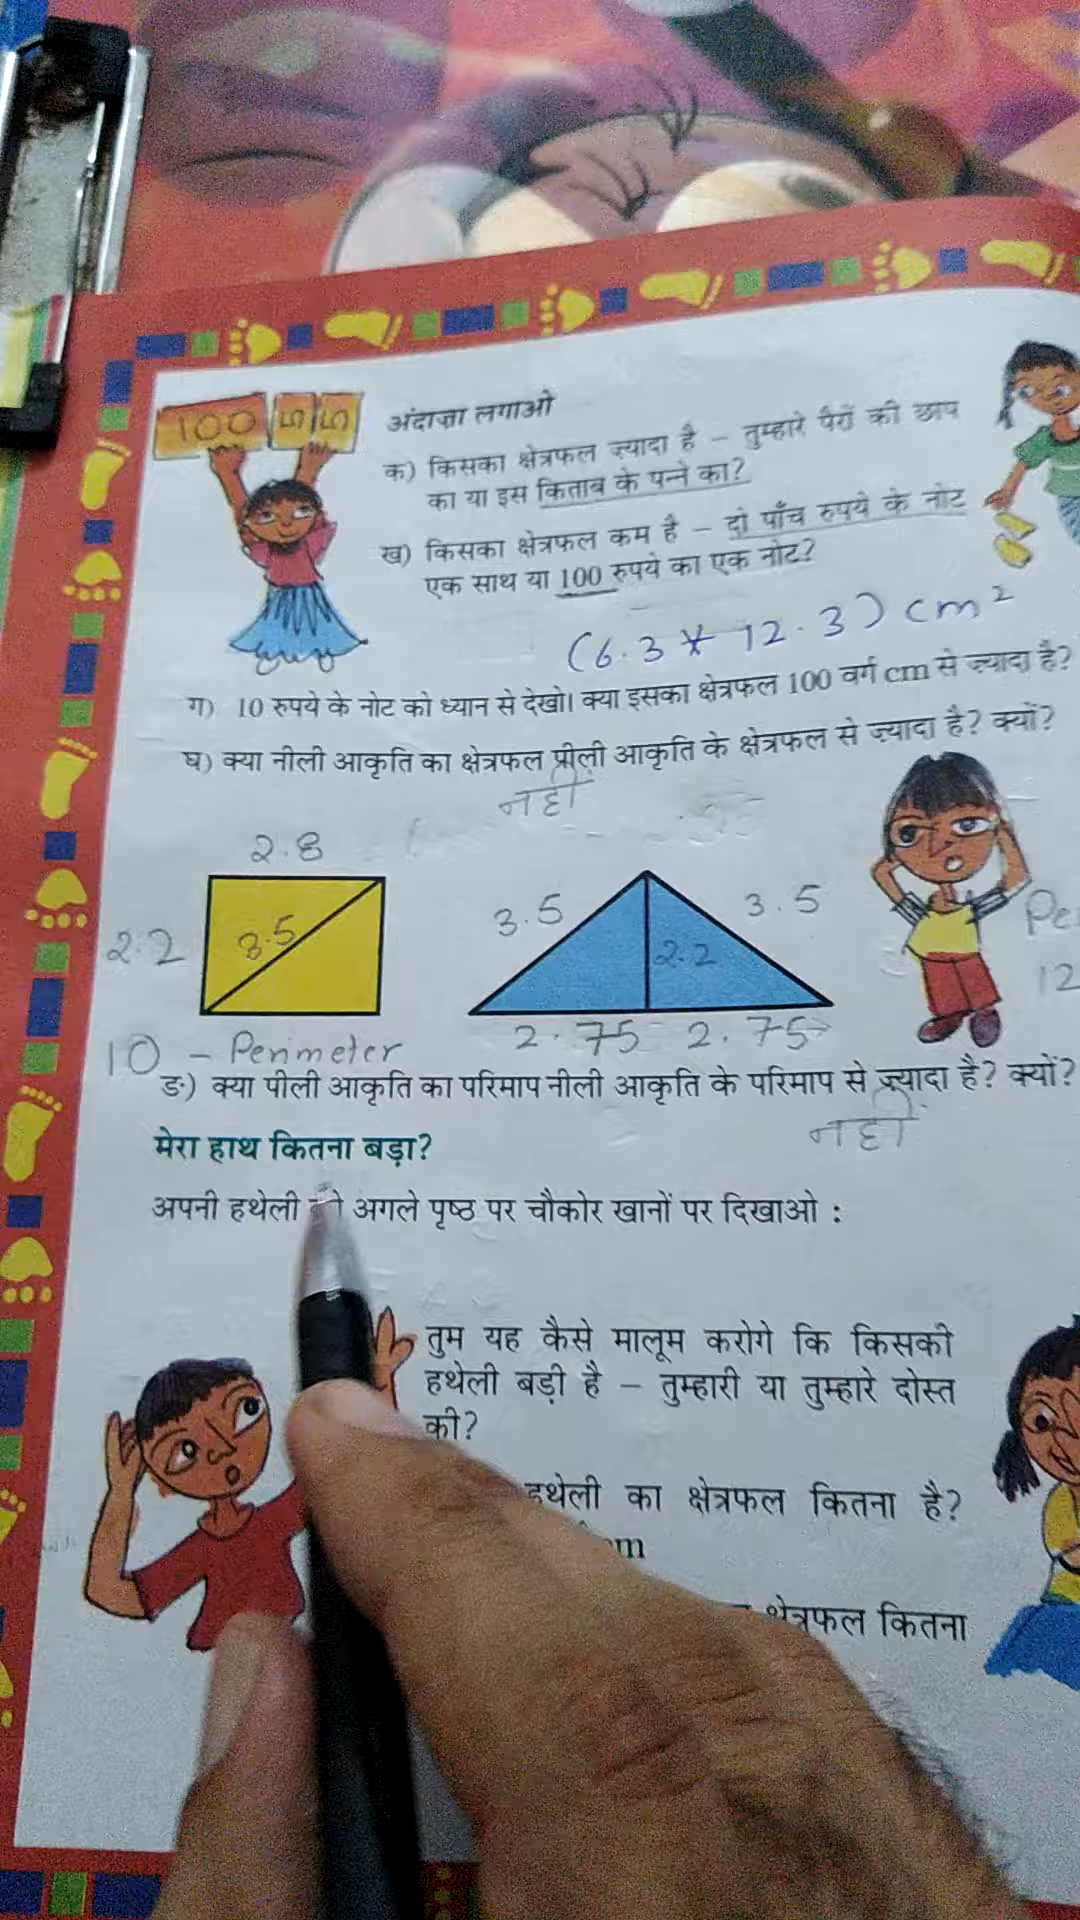 100 5 5
अंदाज़ा लगाओ
क) किसका क्षेत्रफल ज़्यादा है – तुम्हारे पैरों की छाप
का या इस किताब के पन्ने का?
ख) किसका क्षेत्रफल कम है – दो पाँच रुपये के नोट
एक साथ या 100 रुपये का एक नोट?
(6.3 * 12.3) cm²
ग) 10 रुपये के नोट को ध्यान से देखो। क्या इसका क्षेत्रफल 100 वर्ग cm से ज़्यादा है?
घ) क्या नीली आकृति का क्षेत्रफल पीली आकृति के क्षेत्रफल से ज़्यादा है? क्यों?
नहीं
2.8
2.2 3.5 3.5 2.2 3.5
12
2.75 2.75
10 – Perimeter
ङ) क्या पीली आकृति का परिमाप नीली आकृति के परिमाप से ज़्यादा है? क्यों?
नहीं
मेरा हाथ कितना बड़ा?
अपनी हथेली अगले पृष्ठ पर चौकोर खानों पर दिखाओ :
तुम यह कैसे मालूम करोगे कि किसकी
हथेली बड़ी है – तुम्हारी या तुम्हारे दोस्त
की?
हथेली का क्षेत्रफल कितना है?
क्षेत्रफल कितना